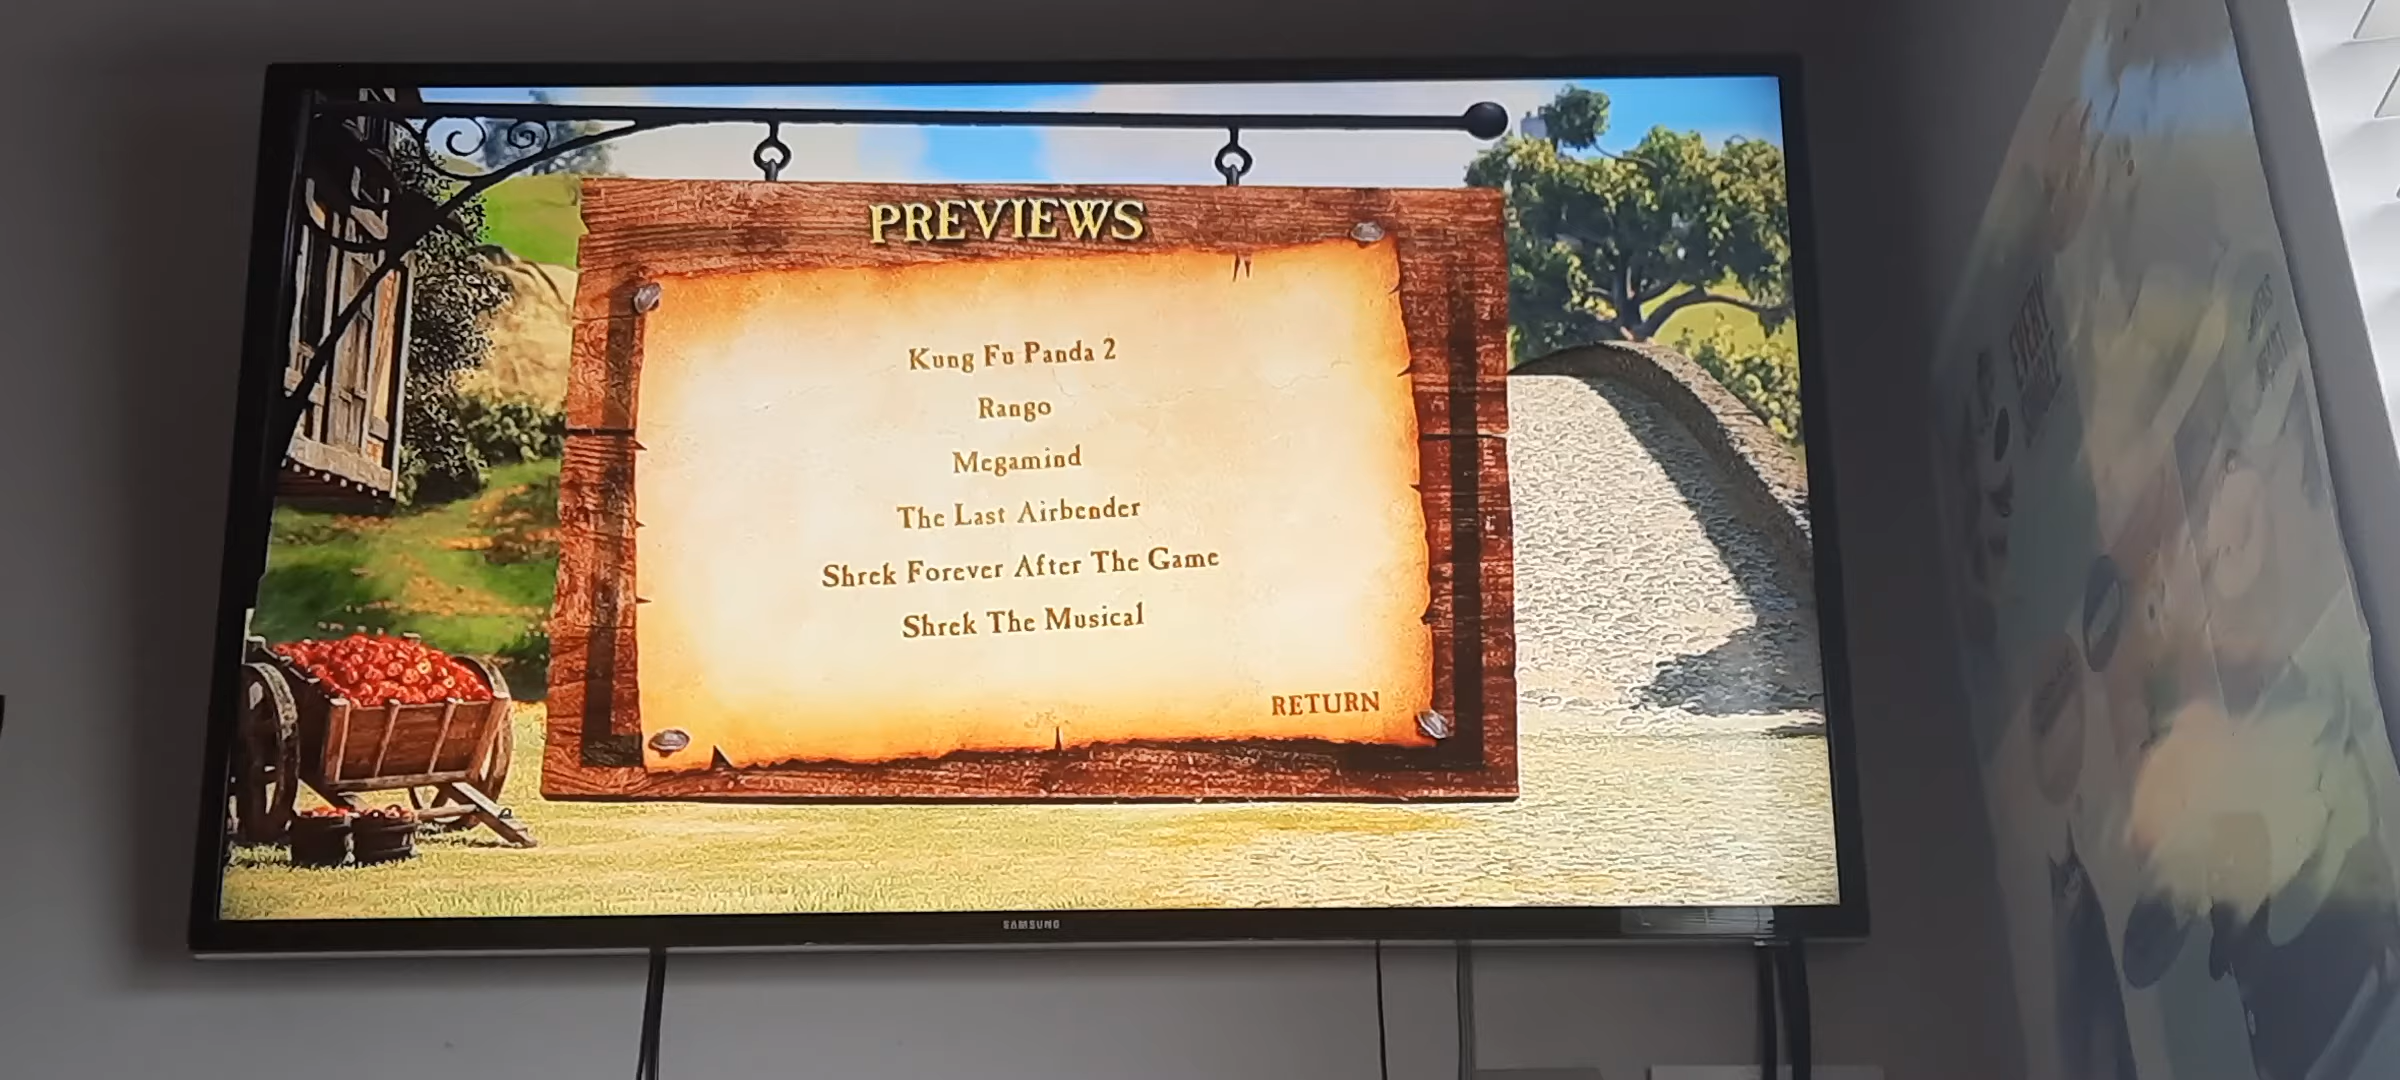 PREVIEWS
Kung Fu Panda 2
Rango
Megamind
The Last Airbender
Shrek Forever After The Game
Shrek The Musical
RETURN
SAMSUNG